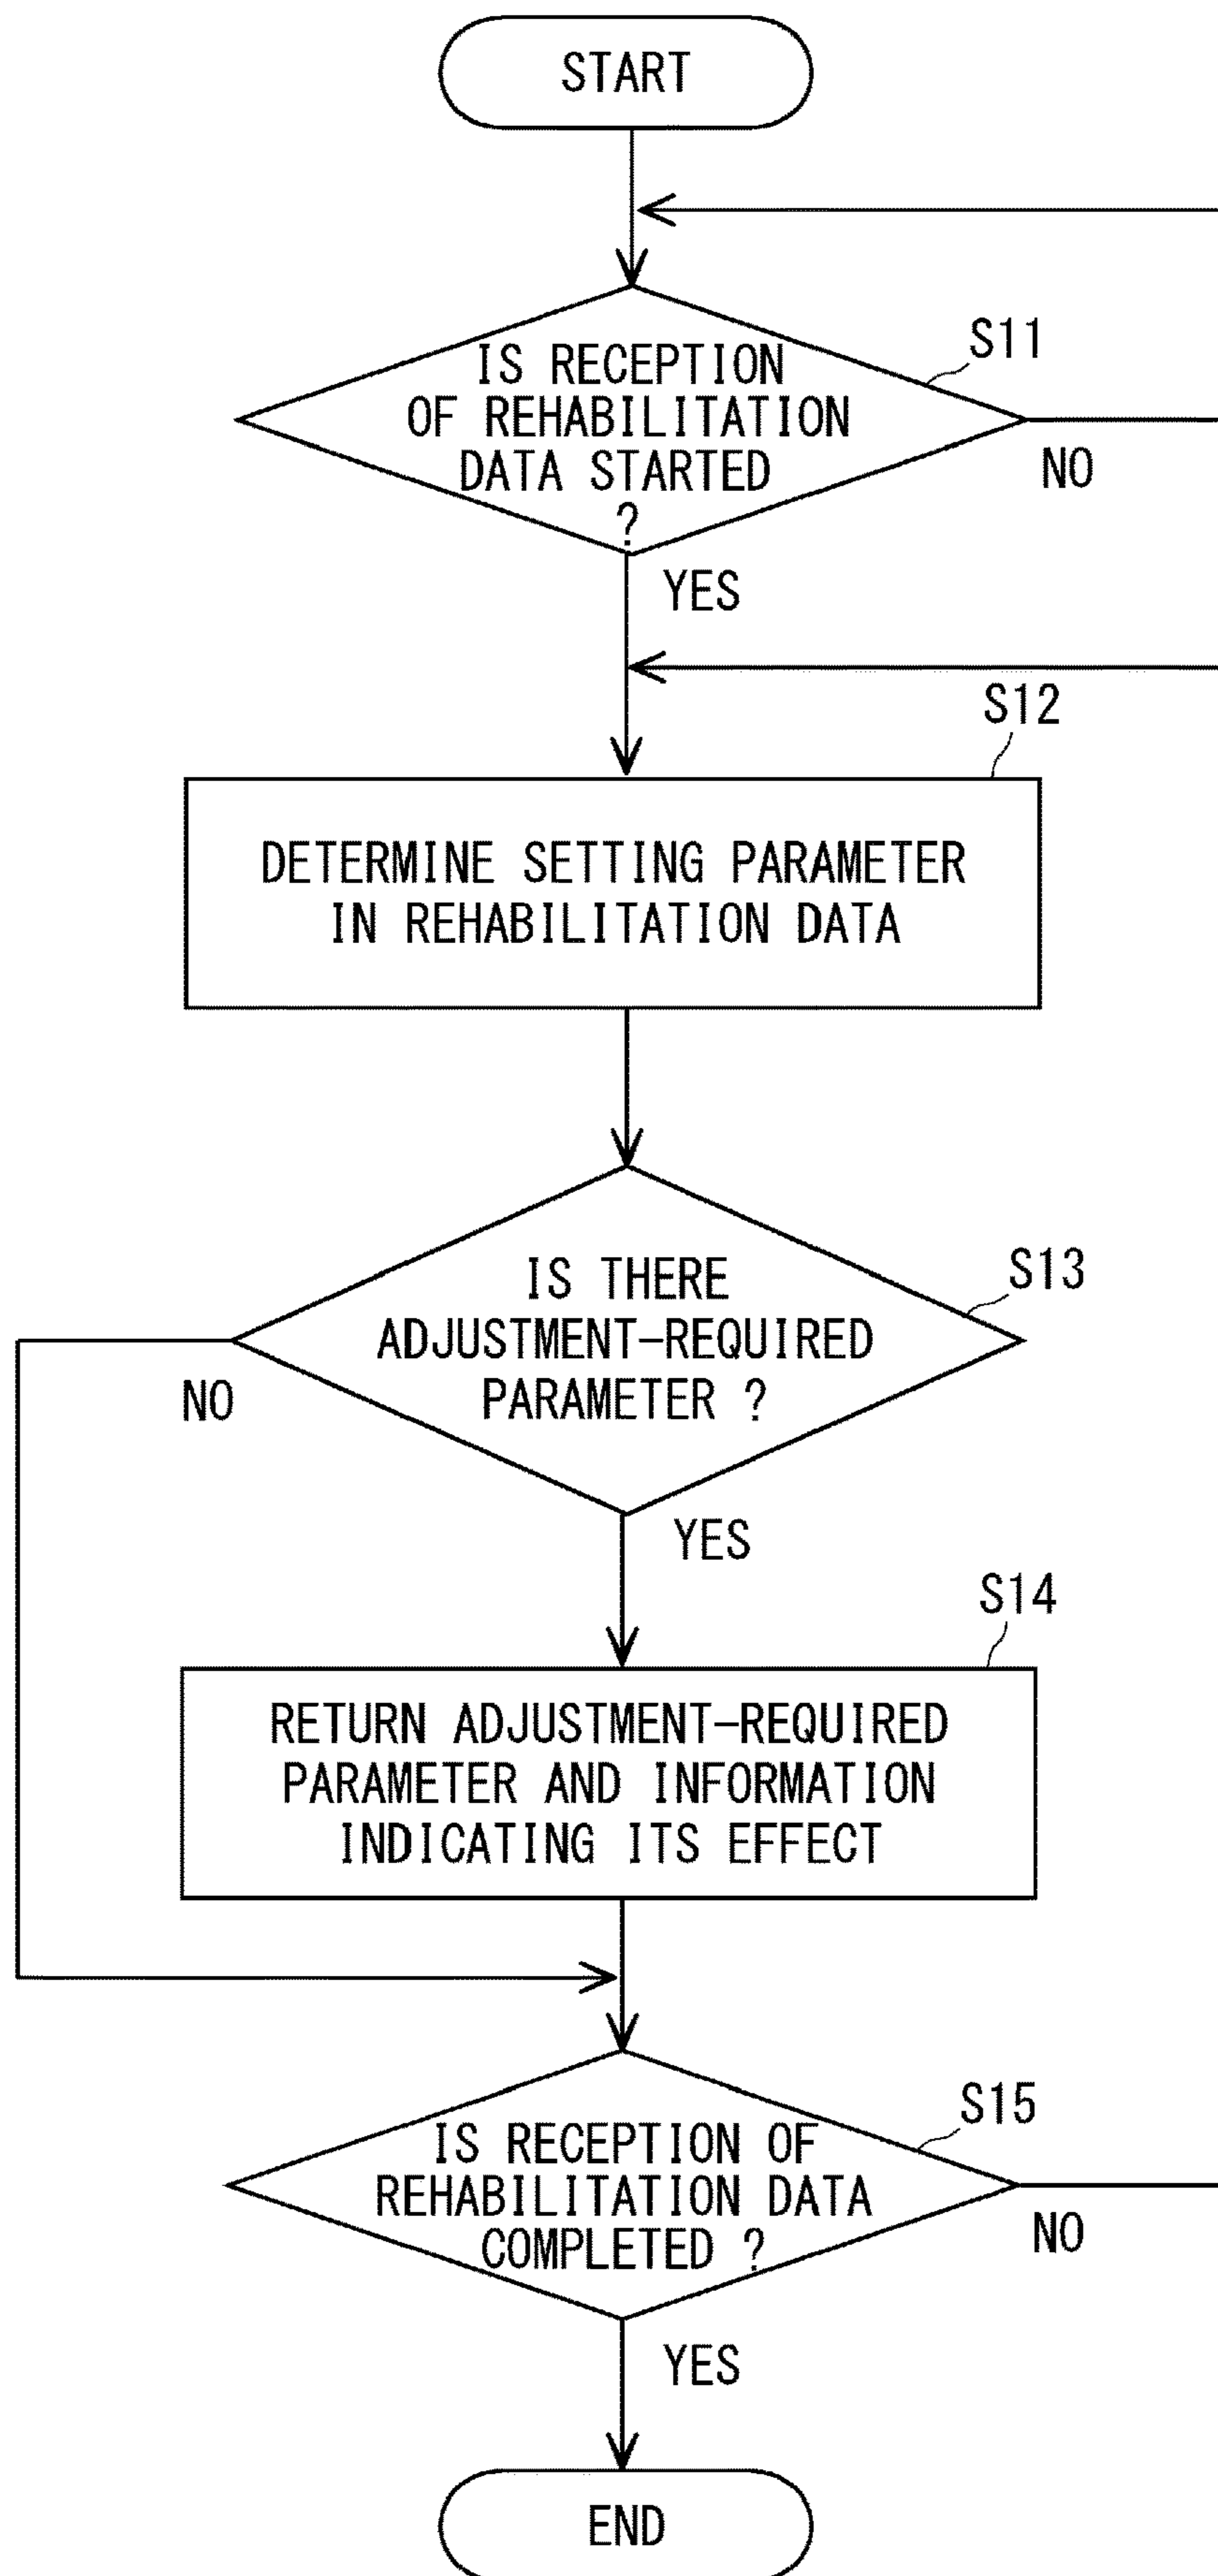 START
S11
IS RECEPTION
OF REHABILITATION
DATA STARTED
?
NO
YES
S12
DETERMINE SETTING PARAMETER
IN REHABILITATION DATA
S13
IS THERE
ADJUSTMENT-REQUIRED
PARAMETER ?
NO
YES
S14
RETURN ADJUSTMENT-REQUIRED
PARAMETER AND INFORMATION
INDICATING ITS EFFECT
S15
IS RECEPTION OF
REHABILITATION DATA
COMPLETED ?
NO
YES
END